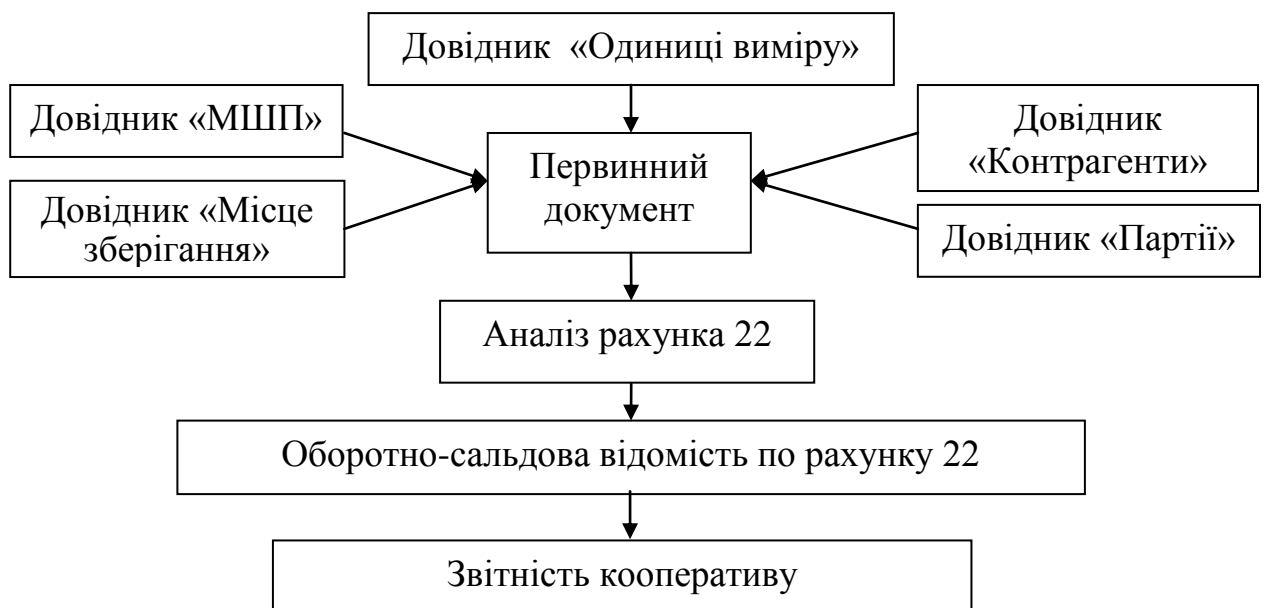 Довідник «Одиниці виміру»
Довідник «МШП»
Довідник «Місце
зберігання»
Первинний
документ
Довідник
«Контрагенти»
Довідник «Партії»
Аналіз рахунка 22
Оборотно-сальдова відомість по рахунку 22
Звітність кооперативу